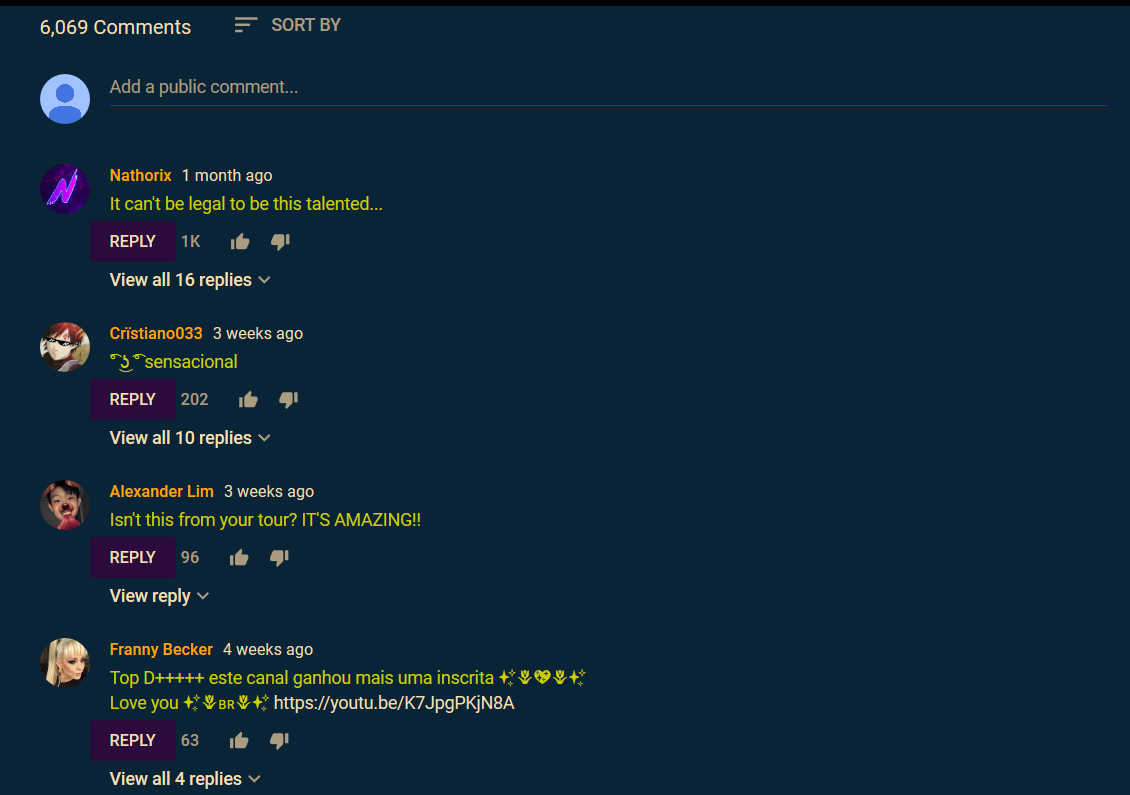 6,069 Comments SORT BY
Add a public comment...
Nathorix 1 month ago
It can't be legal to be this talented...
REPLY 1K
View all 16 replies
Crïstiano033 3 weeks ago
͡° ͜ʖ ͡°sensacional
REPLY 202
View all 10 replies
Alexander Lim 3 weeks ago
Isn't this from your tour? IT'S AMAZING!!
REPLY 96
View reply
Franny Becker 4 weeks ago
Top D+++++ este canal ganhou mais uma inscrita ✨🌷💖🌷✨
Love you ✨🌷🇧🇷🌷✨ https://youtu.be/K7JpgPKjN8A
REPLY 63
View all 4 replies